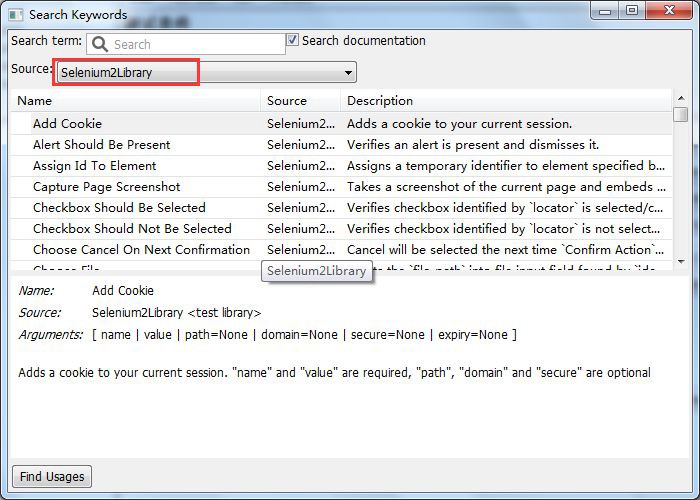 Search Keywords
Search term: Search Search documentation
Source: Selenium2Library
Name Source Description
Add Cookie Selenium2... Adds a cookie to your current session.
Alert Should Be Present Selenium2... Verifies an alert is present and dismisses it.
Assign Id To Element Selenium2... Assigns a temporary identifier to element specified b...
Capture Page Screenshot Selenium2... Takes a screenshot of the current page and embeds ...
Checkbox Should Be Selected Selenium2... Verifies checkbox identified by `locator` is selected/c...
Checkbox Should Not Be Selected Selenium2... Verifies checkbox identified by `locator` is not select...
Choose Cancel On Next Confirmation Selenium2... Cancel will be selected the next time `Confirm Action`...
Choose File the `file_path` into file input field found by `ide...
Selenium2Library
Name: Add Cookie
Source: Selenium2Library <test library>
Arguments: [ name | value | path=None | domain=None | secure=None | expiry=None ]
Adds a cookie to your current session. "name" and "value" are required, "path", "domain" and "secure" are optional
Find Usages